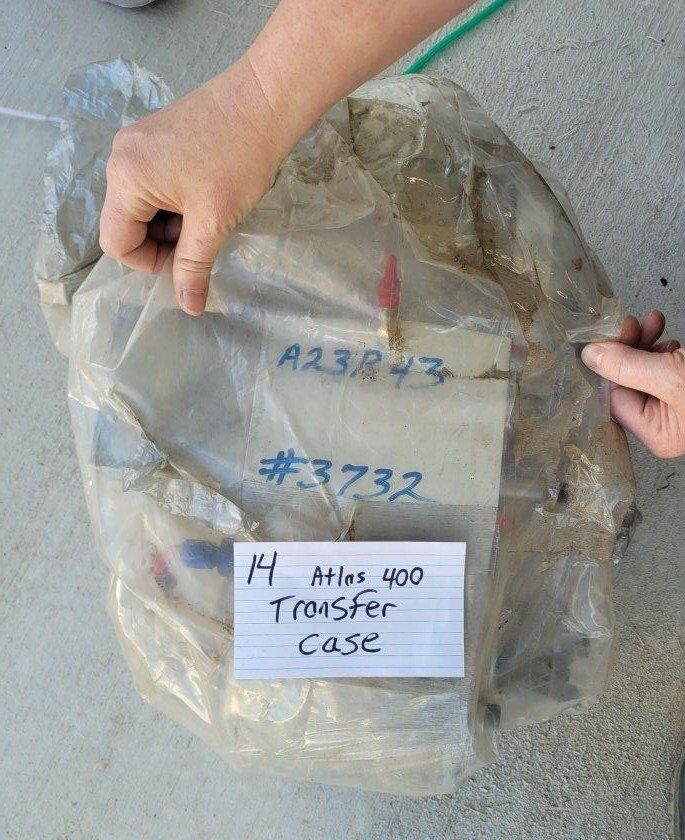 A23R43
#3732
14 Atlas 400
Transfer
case